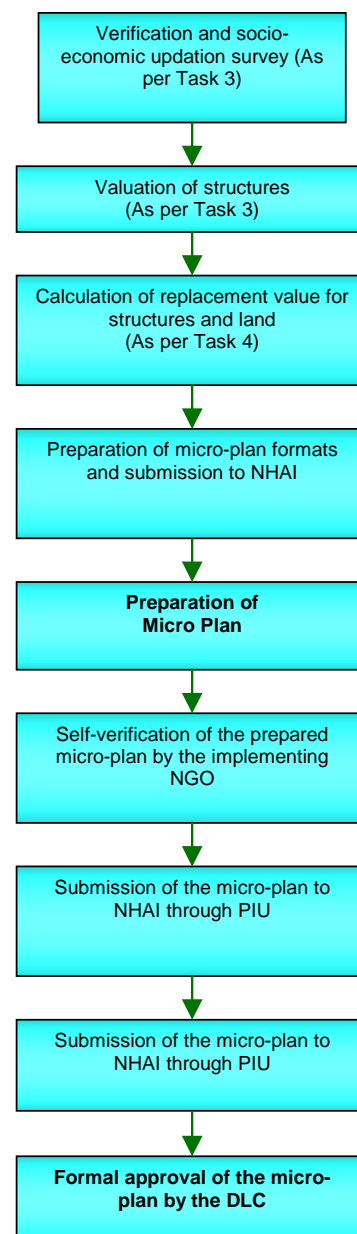 Verification and socio-
economic updation survey (As
per Task 3)
Valuation of structures
(As per Task 3)
Calculation of replacement value for
structures and land
(As per Task 4)
Preparation of micro-plan formats
and submission to NHAI
Preparation of
Micro Plan
Self-verification of the prepared
micro-plan by the implementing
NGO
Submission of the micro-plan to
NHAI through PIU
Submission of the micro-plan to
NHAI through PIU
Formal approval of the micro-
plan by the DLC